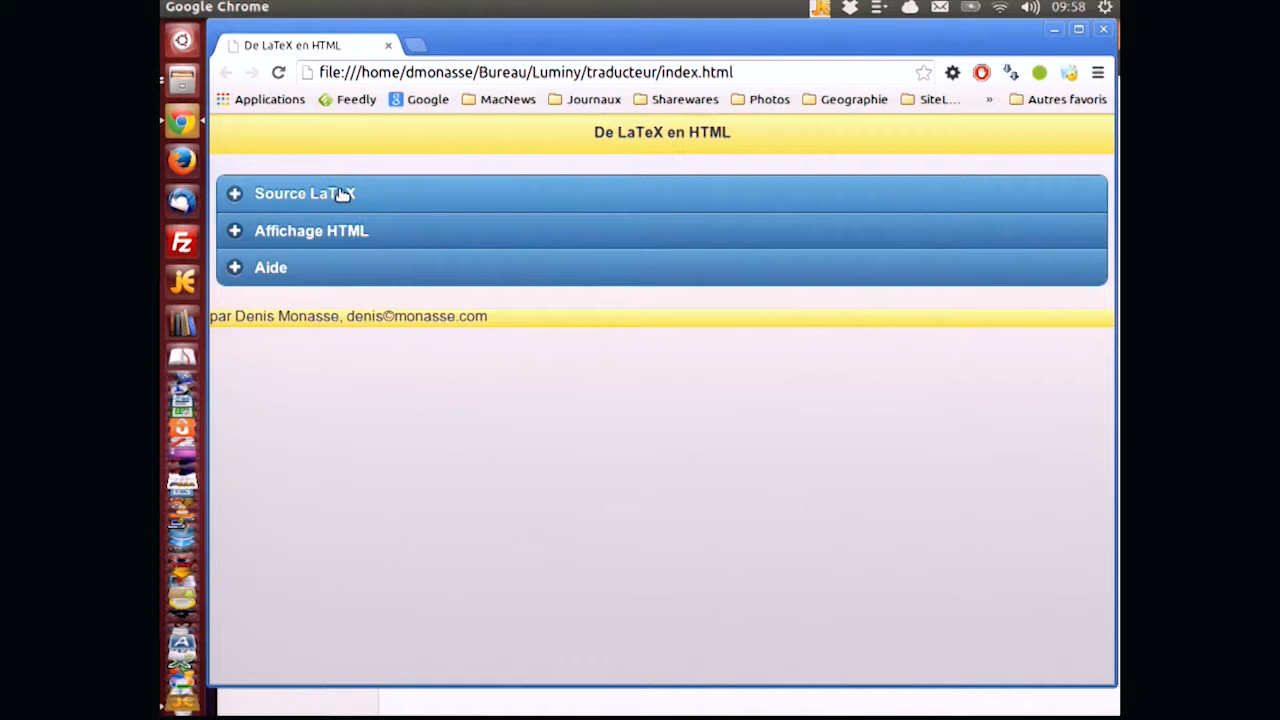 Google Chrome
09:58
De LaTeX en HTML
file:///home/dmonasse/Bureau/Luminy/traducteur/index.html
Applications Feedly Google MacNews Journaux Sharewares Photos Geographie SiteL... » Autres favoris
De LaTeX en HTML
Source LaTeX
Affichage HTML
Aide
par Denis Monasse, denis©monasse.com